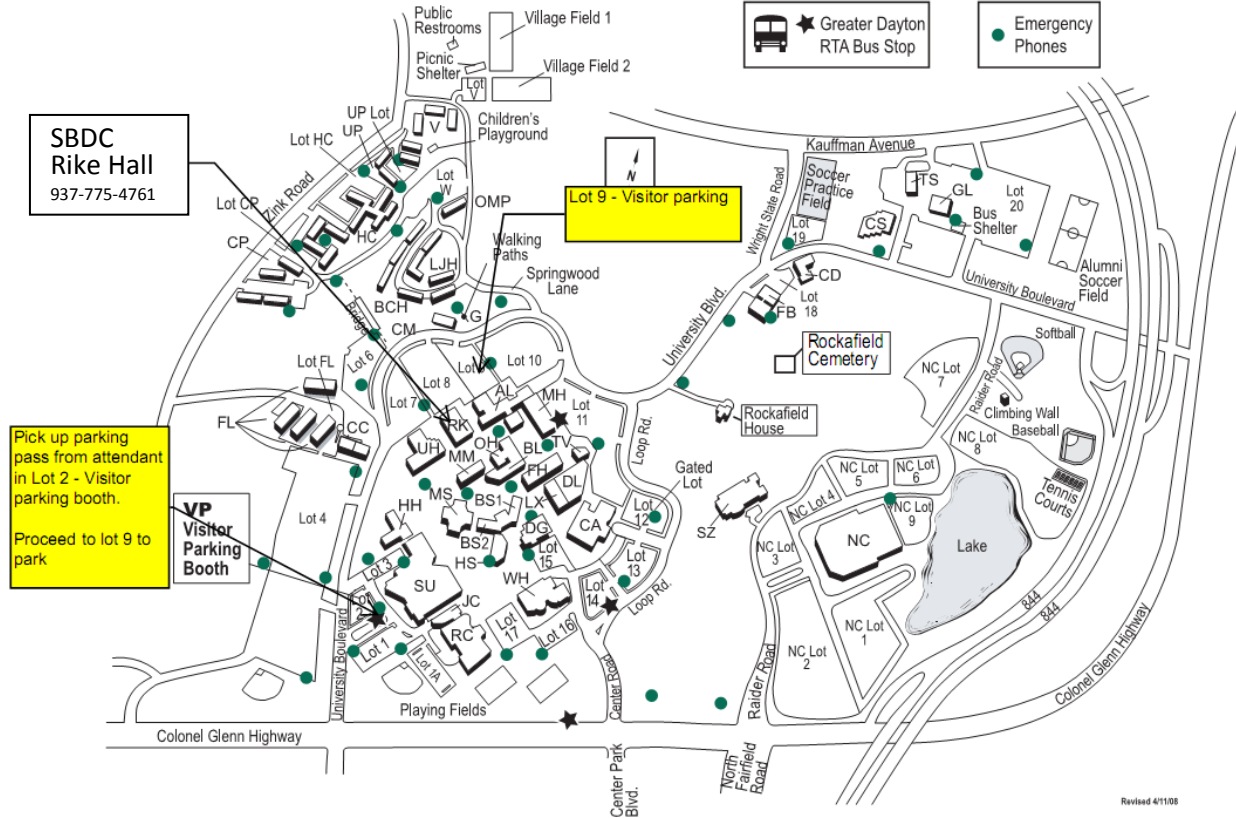 Public
Restrooms
Village Field 1
Greater Dayton
RTA Bus Stop
Emergency
Phones
Picnic
Shelter
Lot
V
Village Field 2
UP Lot
UP
V
Children's
Playground
Lot HC
SBDC
Rike Hall
937-775-4761
Kauffman Avenue
N
Zink Road
Lot
W
OMP
Lot CP
CP
HC
Lot 9 - Visitor parking
Wright State Road
Soccer
Practice
Field
Lot
19
TS
GL
CS
Bus
Shelter
Lot
20
Alumni
Soccer
Field
University Boulevard
LJH
Walking
Paths
Springwood
Lane
BCH
G
CM
Bridge
CD
Lot
18
FB
University Blvd.
Rockafield
Cemetery
Softball
Lot 6
Lot FL
Lot 8
Lot
Lot 10
Lot 7
NC Lot
7
Raider Road
Climbing Wall
Baseball
FL
CC
RK
AL
MH
Lot
11
Loop Rd.
Rockafield
House
NC Lot
8
Tennis
Courts
UH
MM
OH
BL
TV
FH
DL
Gated
Lot
NC Lot
5
NC Lot
6
NC Lot 4
NC Lot
9
Pick up parking
pass from attendant
in Lot 2 - Visitor
parking booth.
Proceed to lot 9 to
park
VP
Visitor
Parking
Booth
Lot 4
HH
MS
BS1
LX
BS2
DG
CA
Lot
12
SZ
NC
Lake
HS
Lot
15
Lot
13
NC Lot
3
Lot 3
SU
WH
Lot
14
Loop Rd.
Lot
2
JC
RC
Lot
17
Lot 16
Lot 1
Lot 1A
NC Lot
1
NC Lot
2
844
844
University Boulevard
Playing Fields
Center Road
Raider Road
Colonel Glenn Highway
Colonel Glenn Highway
Center Park
Blvd.
North
Fairfield
Road
Revised 4/11/08